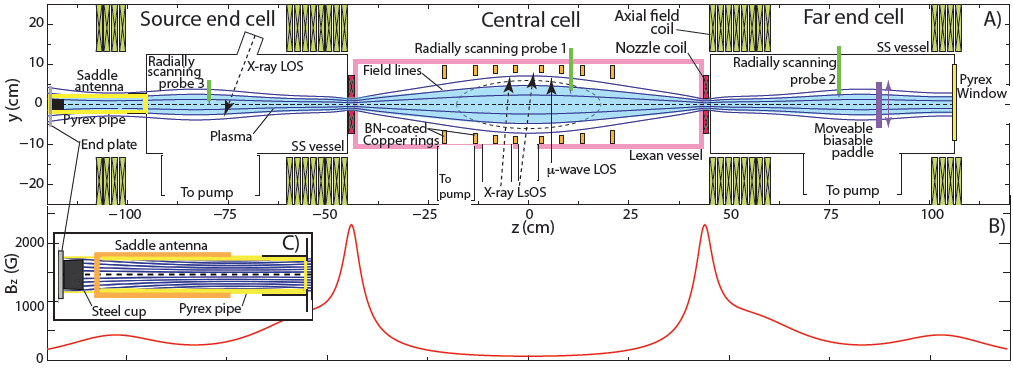 Source end cell
Central cell
Axial field
coil
Far end cell
A)
20
10
0
−10
−20
y (cm)
Saddle
antenna
Radially
scanning
probe 3
X-ray LOS
Radially scanning probe 1
Nozzle coil
SS vessel
Radially scanning
probe 2
Field lines
Pyrex
Window
Pyrex pipe
Plasma
End plate
BN-coated
Copper rings
SS vessel
μ-wave LOS
Lexan vessel
Moveable
biasable
paddle
To pump
To
pump
X-ray LsOS
To pump
−100
−75
−50
−25
0
25
50
75
100
z (cm)
B)
2000
1000
0
Bz (G)
C)
Saddle antenna
Steel cup
Pyrex pipe